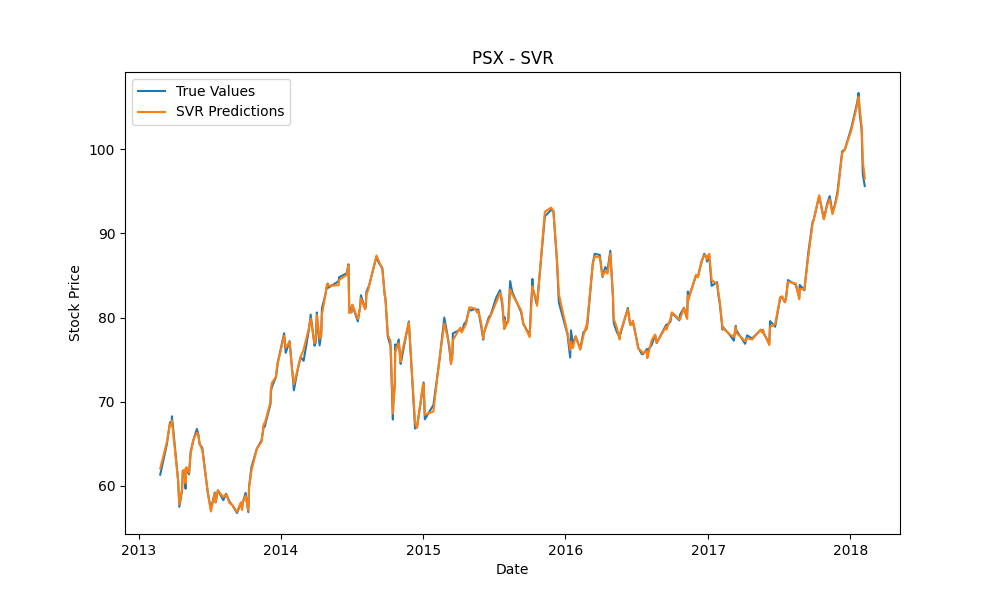 PSX - SVR
True Values
SVR Predictions
100
90
80
70
60
Stock Price
2013 2014 2015 2016 2017 2018
Date